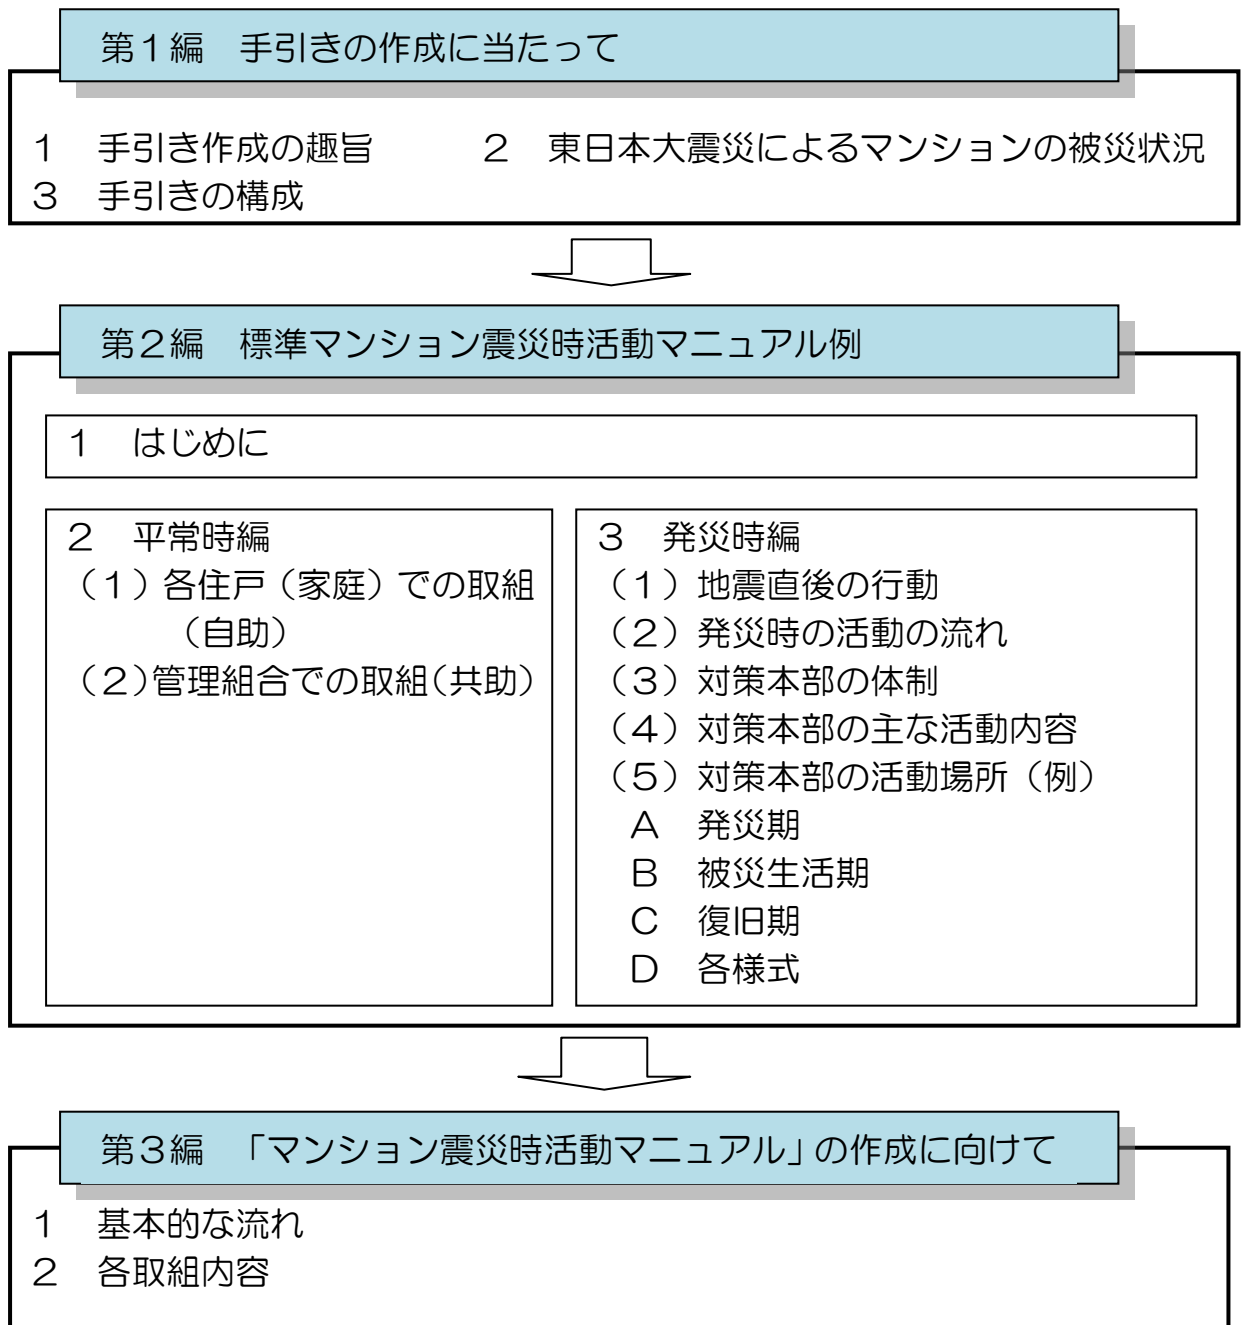 第１編　手引きの作成に当たって
１　手引き作成の趣旨　　　２　東日本大震災によるマンションの被災状況
３　手引きの構成
第２編　標準マンション震災時活動マニュアル例
１　はじめに
２　平常時編
（１）各住戸（家庭）での取組
（自助）
（２）管理組合での取組（共助）
３　発災時編
（１）地震直後の行動
（２）発災時の活動の流れ
（３）対策本部の体制
（４）対策本部の主な活動内容
（５）対策本部の活動場所（例）
Ａ　発災期
Ｂ　被災生活期
Ｃ　復旧期
Ｄ　各様式
第３編　「マンション震災時活動マニュアル」の作成に向けて
１　基本的な流れ
２　各取組内容